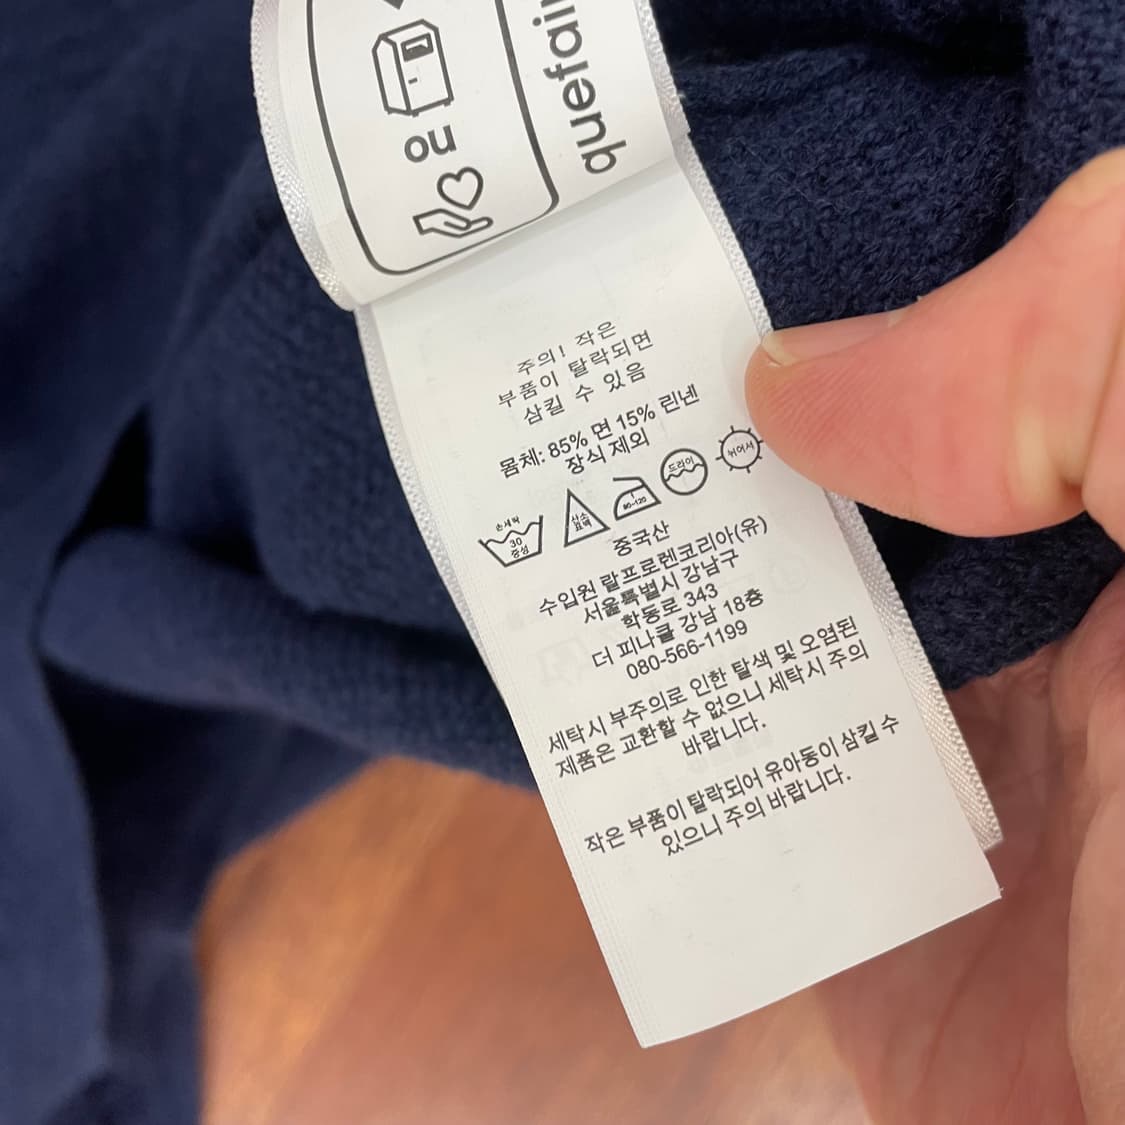 quefair
ou
주의! 작은
부품이 탈락되면
삼킬 수 있음
몸체: 85% 면 15% 린넨
장식 제외
손세탁
30
중성
산소
표백
80~120
드라이
뉘어서
중국산
수입원 랄프로렌코리아(유)
서울특별시 강남구
학동로 343
더 피나클 강남 18층
080-566-1199
세탁시 부주의로 인한 탈색 및 오염된
제품은 교환할 수 없으니 세탁시 주의
바랍니다.
작은 부품이 탈락되어 유아동이 삼킬 수
있으니 주의 바랍니다.